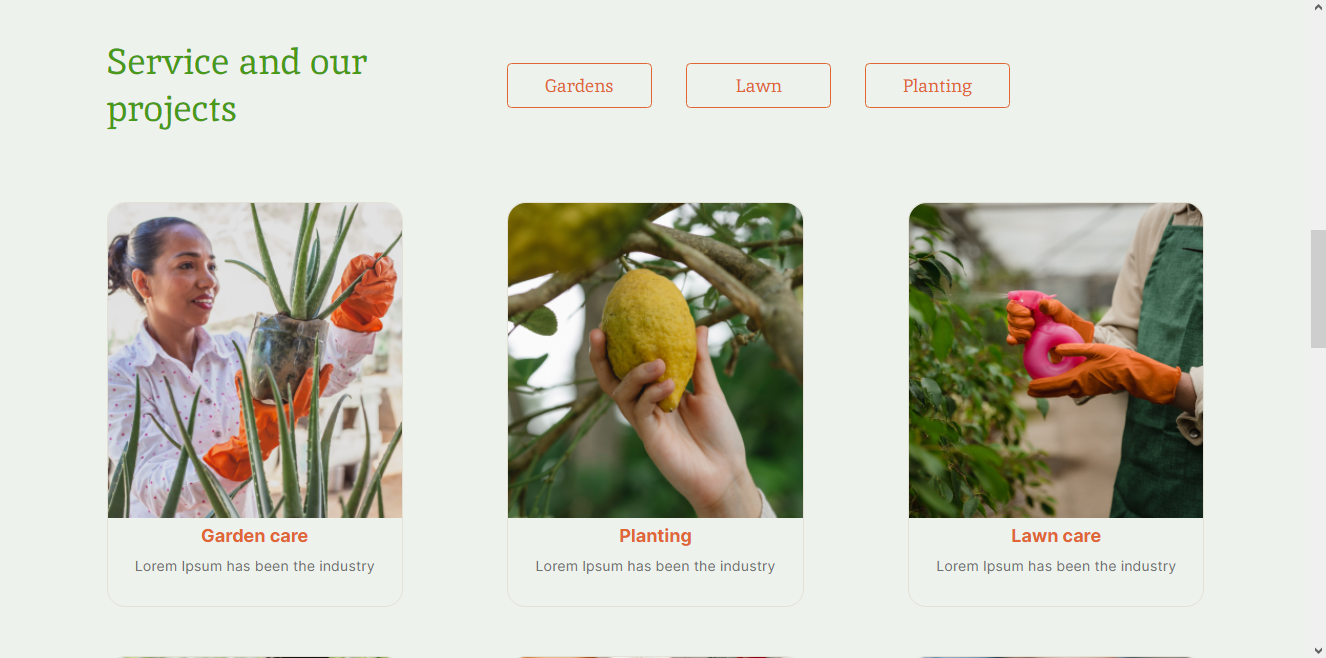 Service and our
projects
Gardens
Lawn
Planting
Garden care
Lorem Ipsum has been the industry
Planting
Lorem Ipsum has been the industry
Lawn care
Lorem Ipsum has been the industry